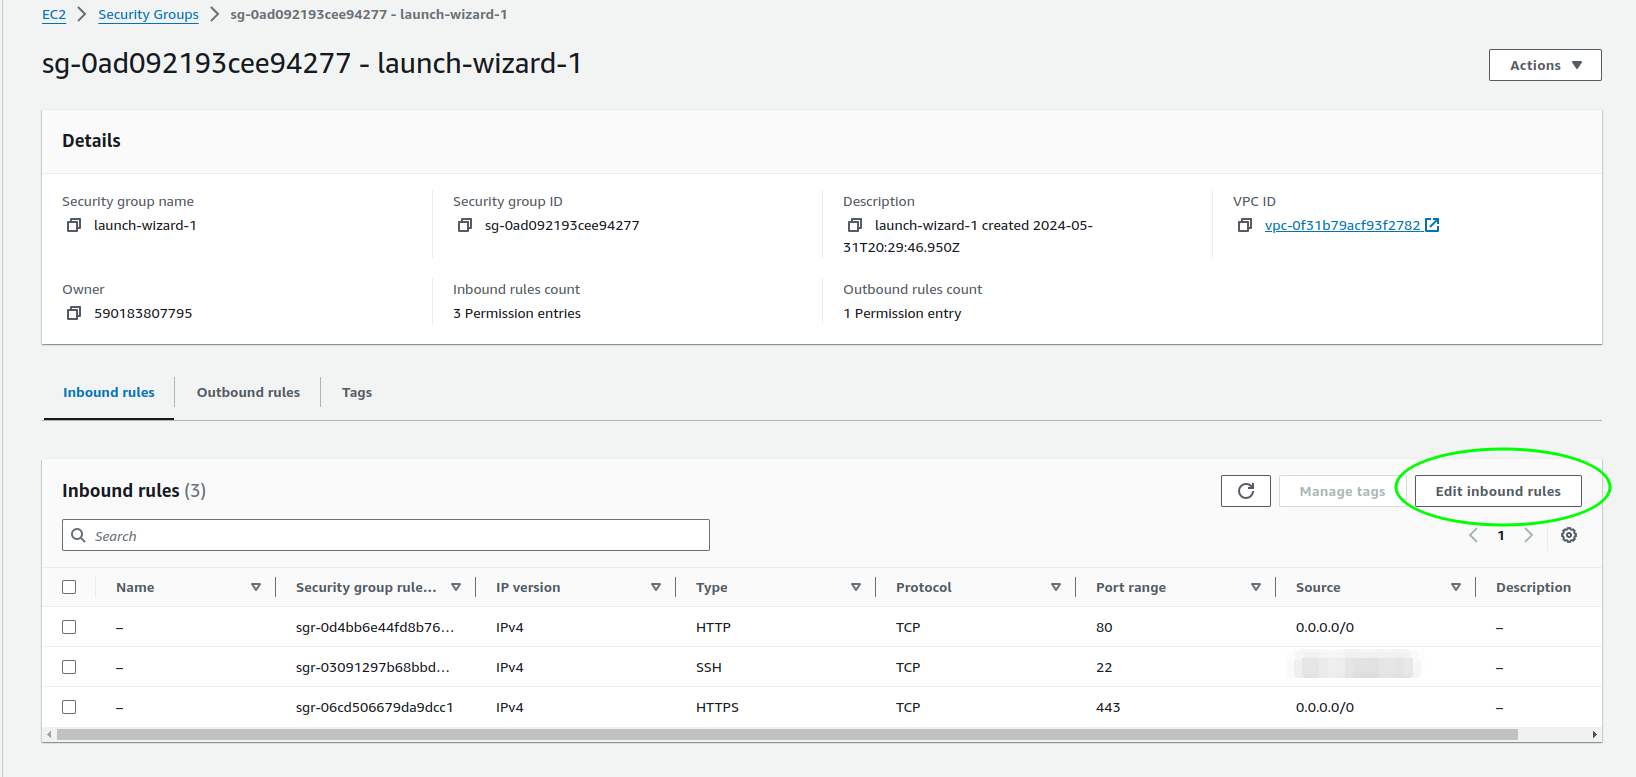 EC2 > Security Groups > sg-0ad092193cee94277 - launch-wizard-1
sg-0ad092193cee94277 - launch-wizard-1
Actions
Details
Security group name
launch-wizard-1
Security group ID
sg-0ad092193cee94277
Description
launch-wizard-1 created 2024-05-
31T20:29:46.950Z
VPC ID
vpc-0f31b79acf93f2782
Owner
590183807795
Inbound rules count
3 Permission entries
Outbound rules count
1 Permission entry
Inbound rules Outbound rules Tags
Inbound rules (3)
Manage tags
Edit inbound rules
Search
1
Name Security group rule... IP version Type Protocol Port range Source Description
– sgr-0d4bb6e44fd8b76... IPv4 HTTP TCP 80 0.0.0.0/0 –
– sgr-03091297b68bbd... IPv4 SSH TCP 22 –
– sgr-06cd506679da9dcc1 IPv4 HTTPS TCP 443 0.0.0.0/0 –